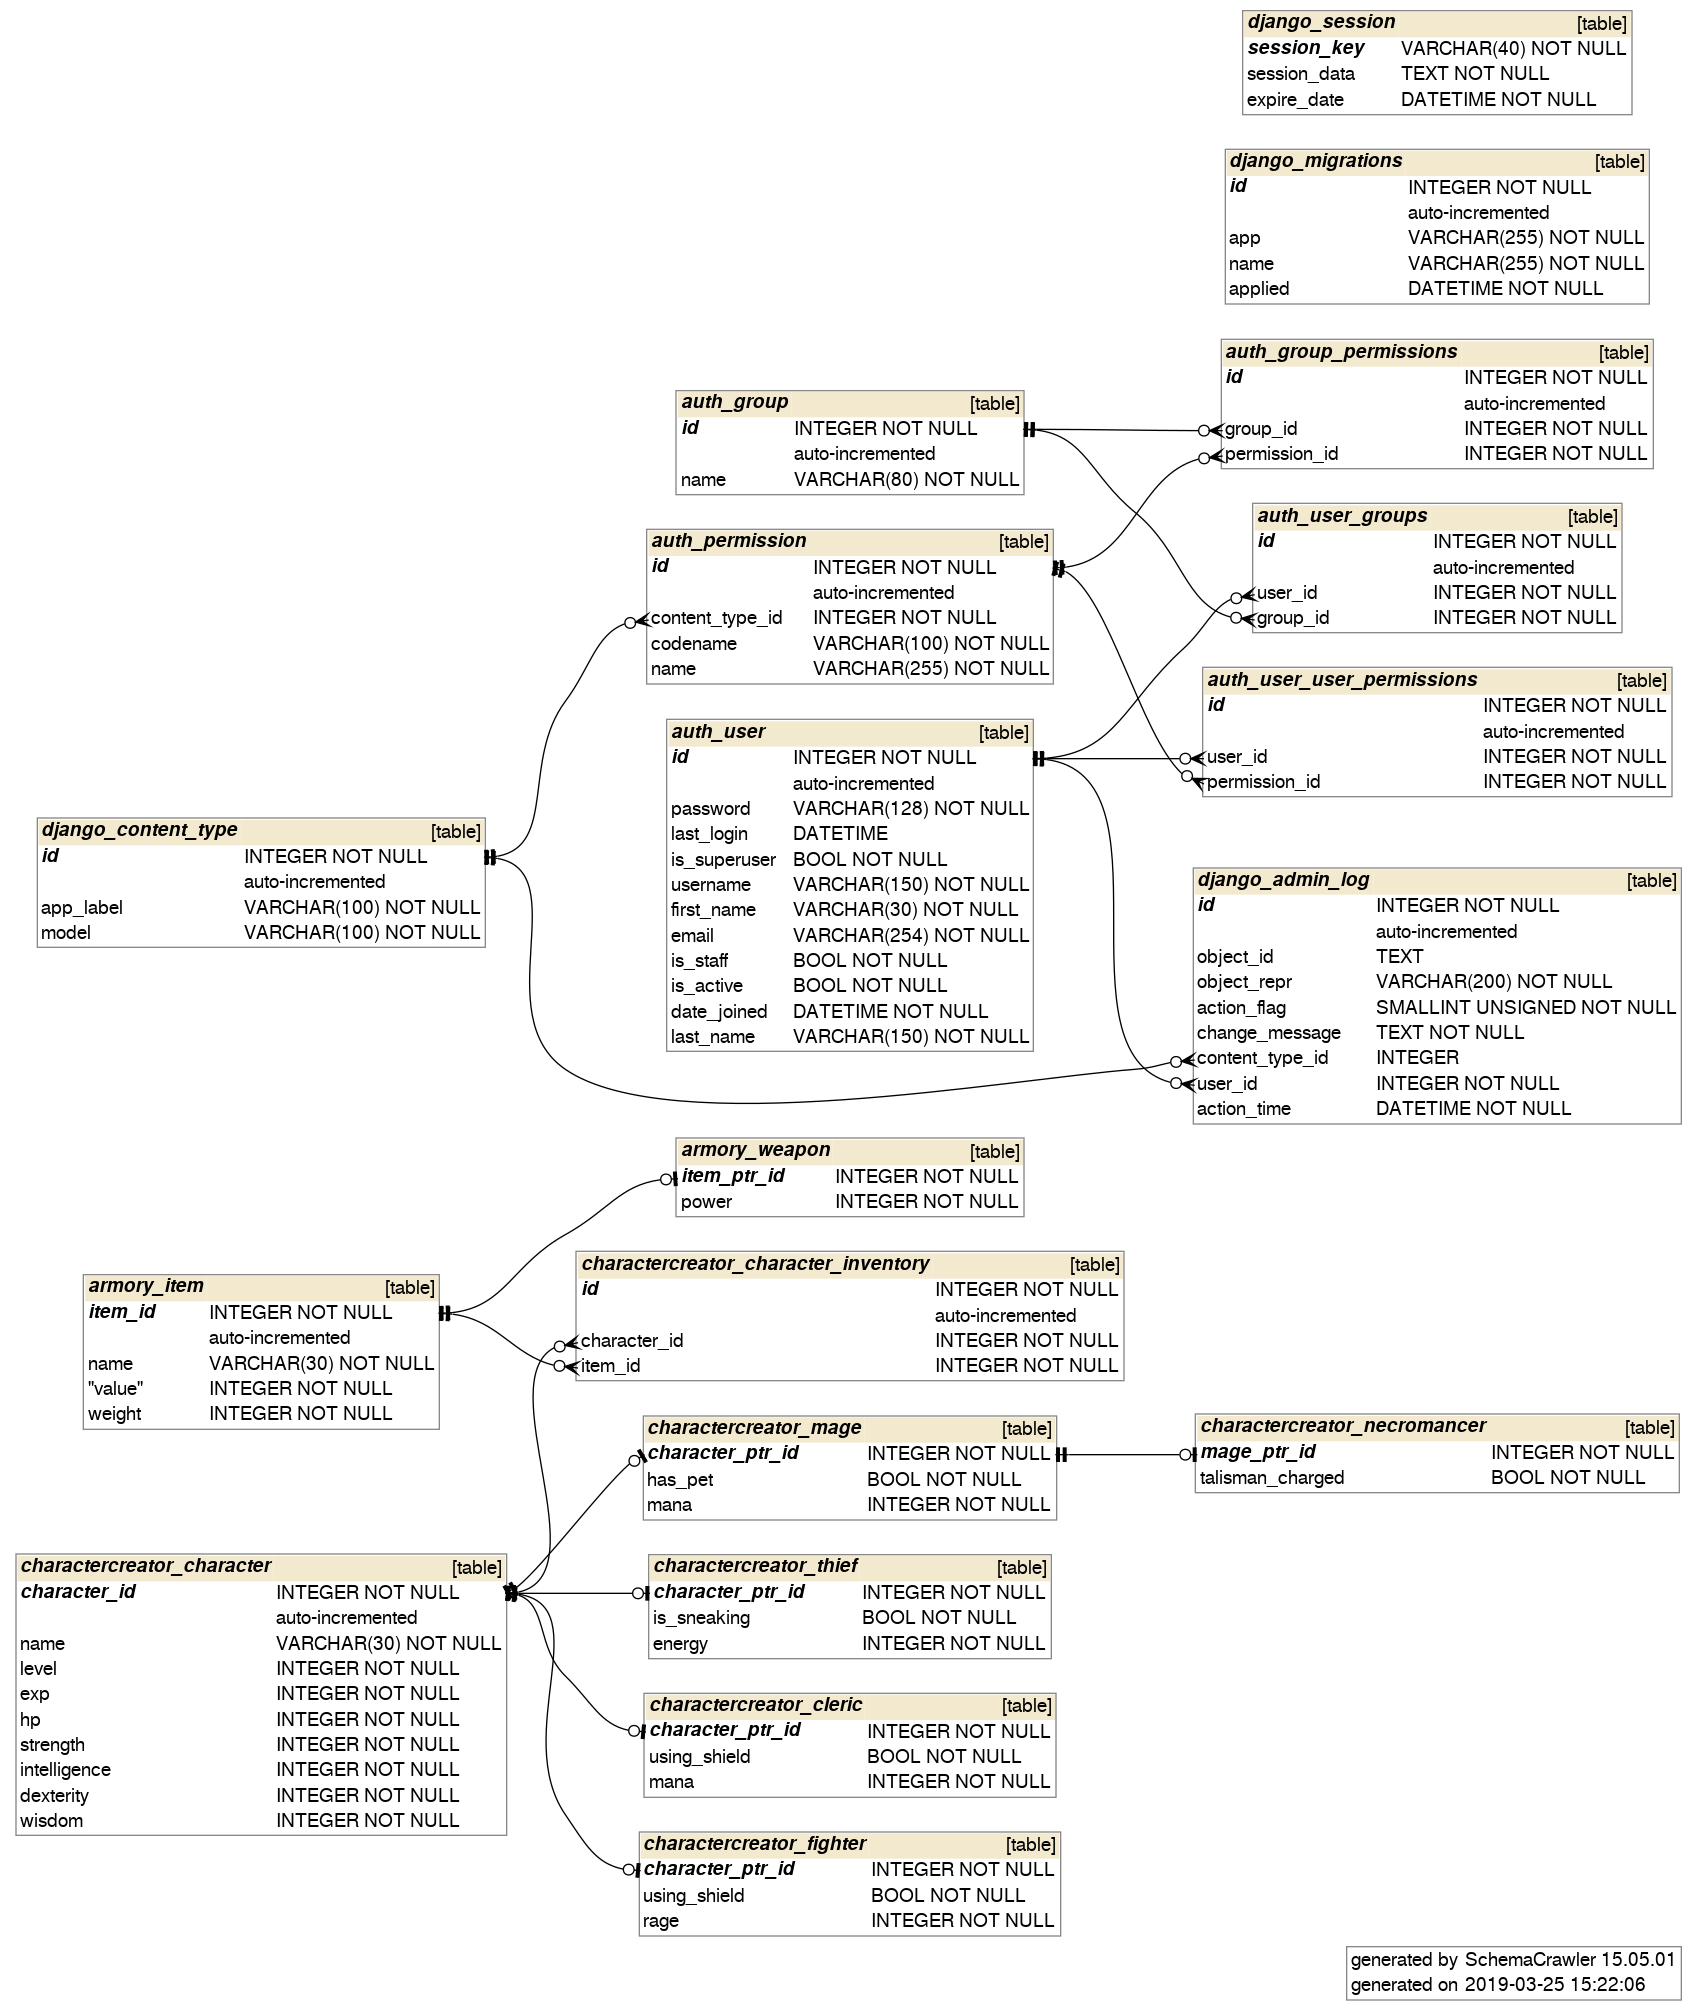 django_session [table]
session_key VARCHAR(40) NOT NULL
session_data TEXT NOT NULL
expire_date DATETIME NOT NULL
django_migrations [table]
id INTEGER NOT NULL
auto-incremented
app VARCHAR(255) NOT NULL
name VARCHAR(255) NOT NULL
applied DATETIME NOT NULL
auth_group_permissions [table]
id INTEGER NOT NULL
auto-incremented
group_id INTEGER NOT NULL
permission_id INTEGER NOT NULL
auth_group [table]
id INTEGER NOT NULL
auto-incremented
name VARCHAR(80) NOT NULL
auth_user_groups [table]
id INTEGER NOT NULL
auto-incremented
user_id INTEGER NOT NULL
group_id INTEGER NOT NULL
auth_permission [table]
id INTEGER NOT NULL
auto-incremented
content_type_id INTEGER NOT NULL
codename VARCHAR(100) NOT NULL
name VARCHAR(255) NOT NULL
auth_user_user_permissions [table]
id INTEGER NOT NULL
auto-incremented
user_id INTEGER NOT NULL
permission_id INTEGER NOT NULL
auth_user [table]
id INTEGER NOT NULL
auto-incremented
password VARCHAR(128) NOT NULL
last_login DATETIME
is_superuser BOOL NOT NULL
username VARCHAR(150) NOT NULL
first_name VARCHAR(30) NOT NULL
email VARCHAR(254) NOT NULL
is_staff BOOL NOT NULL
is_active BOOL NOT NULL
date_joined DATETIME NOT NULL
last_name VARCHAR(150) NOT NULL
django_content_type [table]
id INTEGER NOT NULL
auto-incremented
app_label VARCHAR(100) NOT NULL
model VARCHAR(100) NOT NULL
django_admin_log [table]
id INTEGER NOT NULL
auto-incremented
object_id TEXT
object_repr VARCHAR(200) NOT NULL
action_flag SMALLINT UNSIGNED NOT NULL
change_message TEXT NOT NULL
content_type_id INTEGER
user_id INTEGER NOT NULL
action_time DATETIME NOT NULL
armory_weapon [table]
item_ptr_id INTEGER NOT NULL
power INTEGER NOT NULL
charactercreator_character_inventory [table]
id INTEGER NOT NULL
auto-incremented
character_id INTEGER NOT NULL
item_id INTEGER NOT NULL
armory_item [table]
item_id INTEGER NOT NULL
auto-incremented
name VARCHAR(30) NOT NULL
"value" INTEGER NOT NULL
weight INTEGER NOT NULL
charactercreator_mage [table]
character_ptr_id INTEGER NOT NULL
has_pet BOOL NOT NULL
mana INTEGER NOT NULL
charactercreator_necromancer [table]
mage_ptr_id INTEGER NOT NULL
talisman_charged BOOL NOT NULL
charactercreator_character [table]
character_id INTEGER NOT NULL
auto-incremented
name VARCHAR(30) NOT NULL
level INTEGER NOT NULL
exp INTEGER NOT NULL
hp INTEGER NOT NULL
strength INTEGER NOT NULL
intelligence INTEGER NOT NULL
dexterity INTEGER NOT NULL
wisdom INTEGER NOT NULL
charactercreator_thief [table]
character_ptr_id INTEGER NOT NULL
is_sneaking BOOL NOT NULL
energy INTEGER NOT NULL
charactercreator_cleric [table]
character_ptr_id INTEGER NOT NULL
using_shield BOOL NOT NULL
mana INTEGER NOT NULL
charactercreator_fighter [table]
character_ptr_id INTEGER NOT NULL
using_shield BOOL NOT NULL
rage INTEGER NOT NULL
generated by SchemaCrawler 15.05.01
generated on 2019-03-25 15:22:06